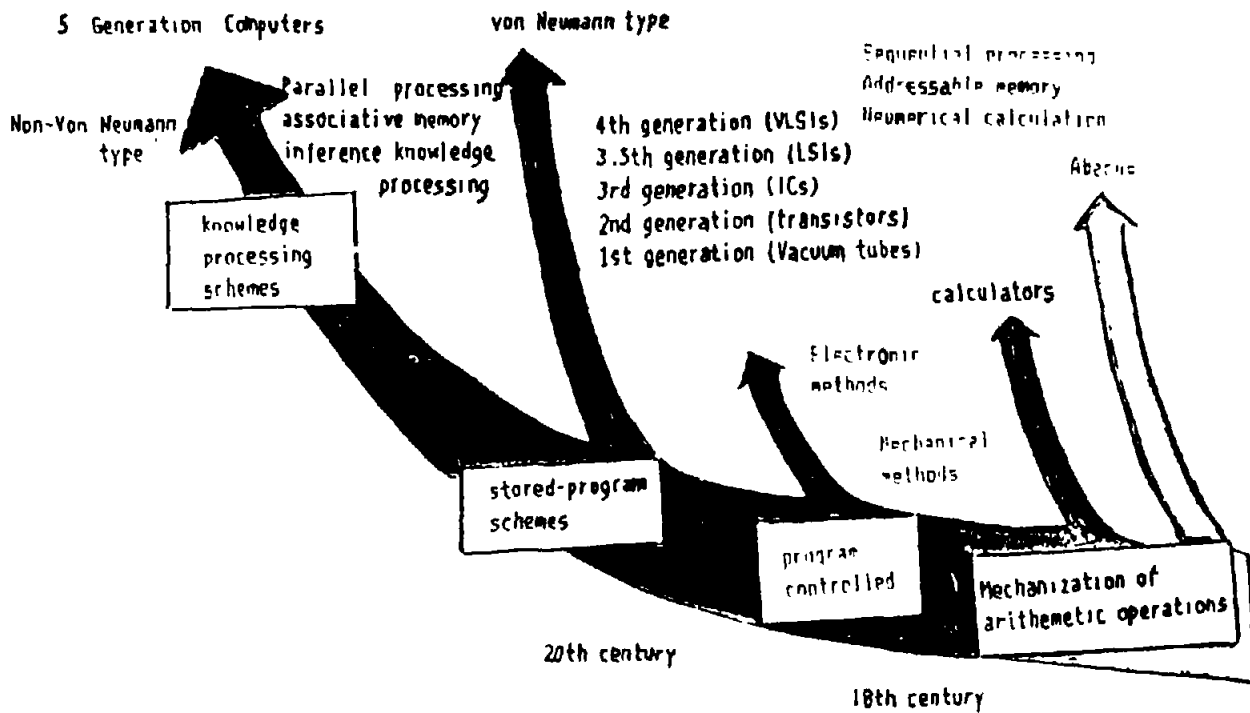 5 Generation Computers
von Neumann type
Sequential processing
Addressable memory
Neumerical calculation
Non-Von Neumann
type
Parallel processing
associative memory
inference knowledge
processing
4th generation (VLSIs)
3.5th generation (LSIs)
3rd generation (ICs)
2nd generation (transistors)
1st generation (Vacuum tubes)
Abacus
knowledge
processing
schemes
calculators
Electronic
methods
Mechanical
methods
stored-program
schemes
program
controlled
Mechanization of
arithemetic operations
20th century
18th century